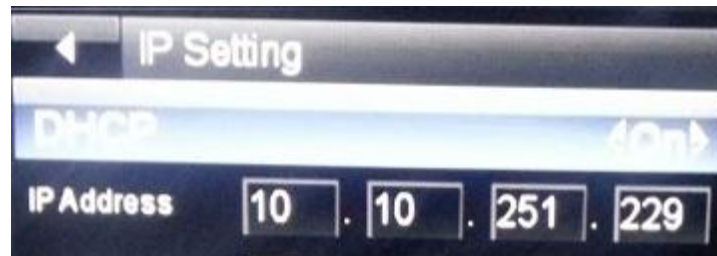 IP Setting
DHCP On
IP Address 10 . 10 . 251 . 229